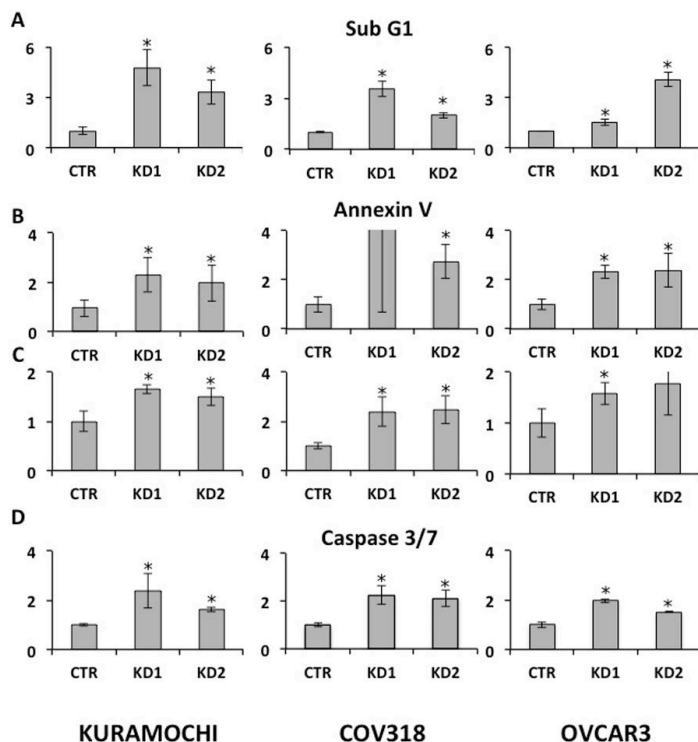 A
Sub G1
6
3
0
*
*
CTR KD1 KD2
6
3
0
*
*
CTR KD1 KD2
6
3
0
*
*
CTR KD1 KD2
B
Annexin V
4
2
0
*
*
CTR KD1 KD2
4
2
0
*
CTR KD1 KD2
4
2
0
*
*
CTR KD1 KD2
C
2
1
0
*
*
CTR KD1 KD2
4
2
0
*
*
CTR KD1 KD2
2
1
0
*
CTR KD1 KD2
D
Caspase 3/7
4
2
0
*
*
CTR KD1 KD2
4
2
0
*
*
CTR KD1 KD2
4
2
0
*
*
CTR KD1 KD2
KURAMOCHI COV318 OVCAR3